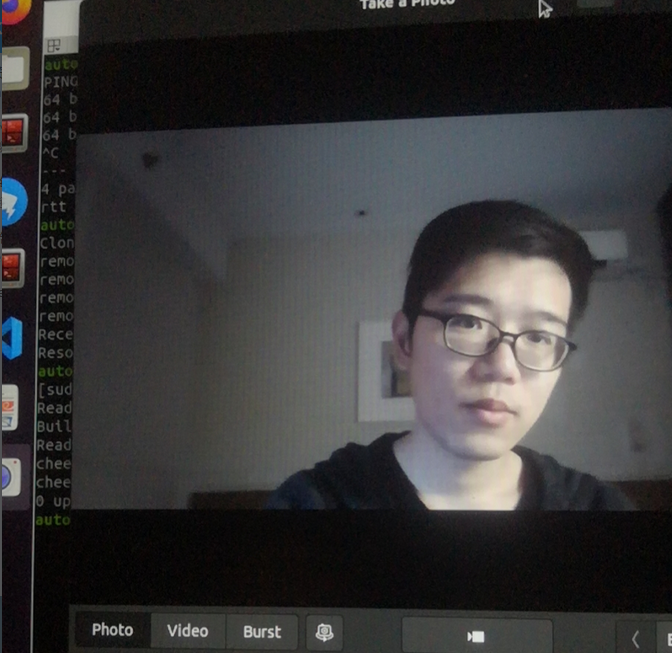 Take a Photo
auto
PING
64 b
64 b
64 b
^C
---
4 pa
rtt
auto
Clon
remo
remo
remo
remo
Rece
Reso
auto
[sud
Read
Buil
Read
chee
chee
0 up
auto
Photo Video Burst